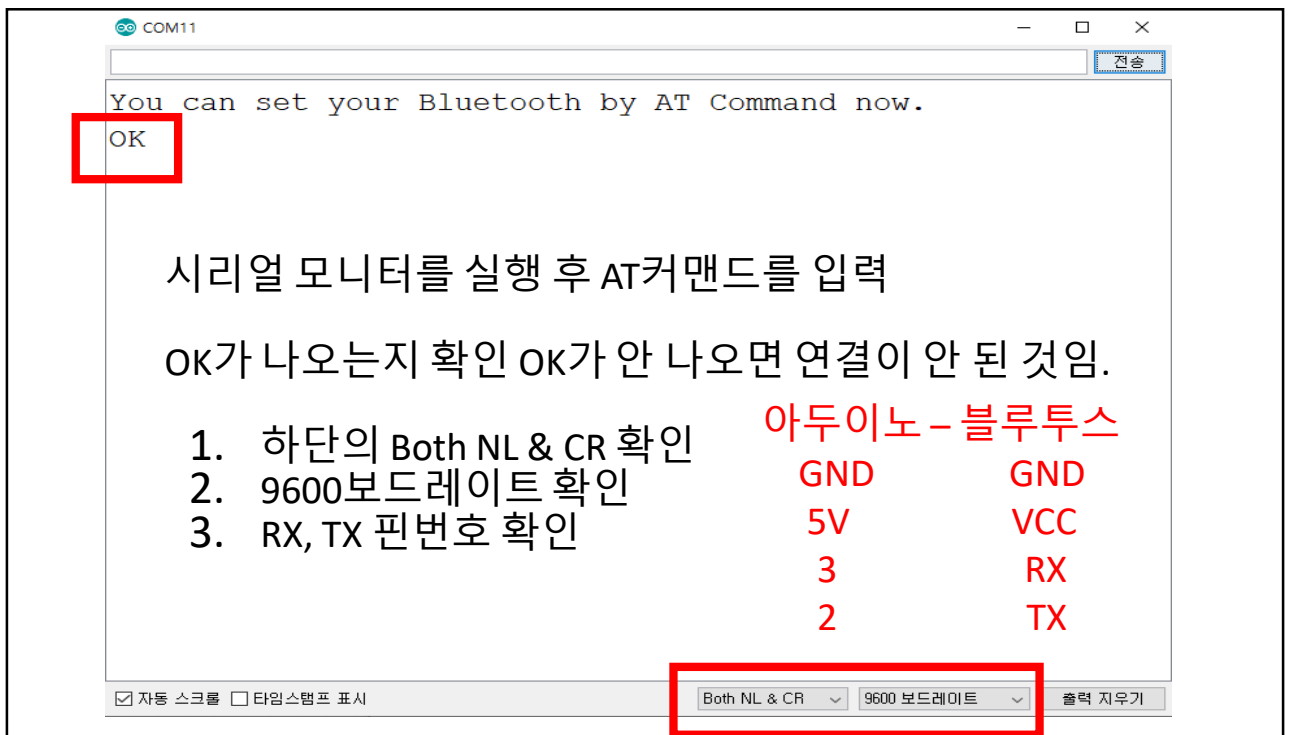 COM11
전송
You can set your Bluetooth by AT Command now.
OK
시리얼 모니터를 실행 후 AT커맨드를 입력
OK가 나오는지 확인 OK가 안 나오면 연결이 안 된 것임.
1. 하단의 Both NL & CR 확인
2. 9600보드레이트 확인
3. RX, TX 핀번호 확인
아두이노 – 블루투스
GND GND
5V VCC
3 RX
2 TX
자동 스크롤 타임스탬프 표시 Both NL & CR 9600 보드레이트 출력 지우기